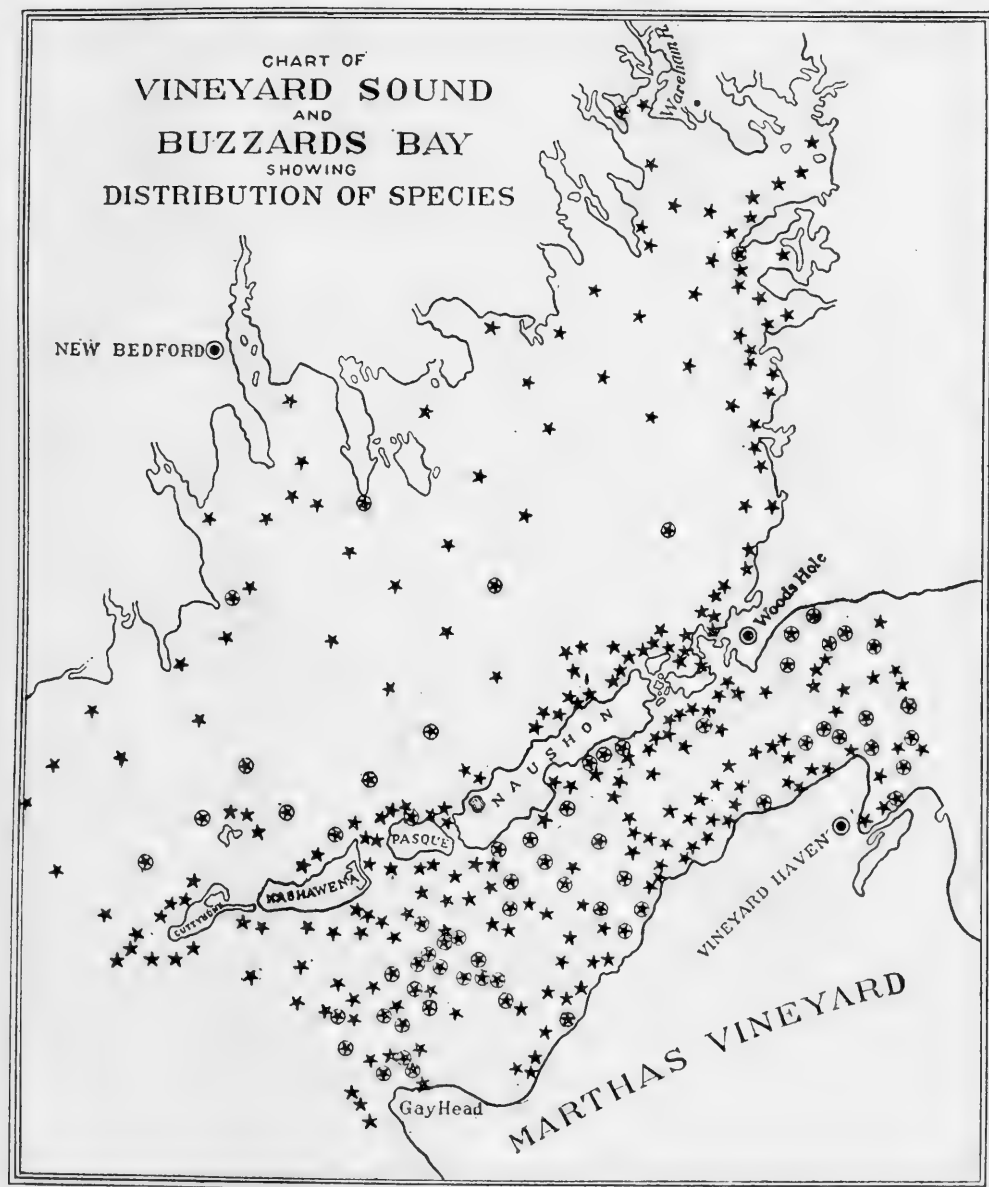 CHART OF
VINEYARD SOUND
AND
BUZZARDS BAY
SHOWING
DISTRIBUTION OF SPECIES
Wareham R.
NEW BEDFORD
Woods Hole
NAUSHON
PASQUE
NASHAWENA
CUTTYHUNK
VINEYARD HAVEN
MARTHAS VINEYARD
Gay Head